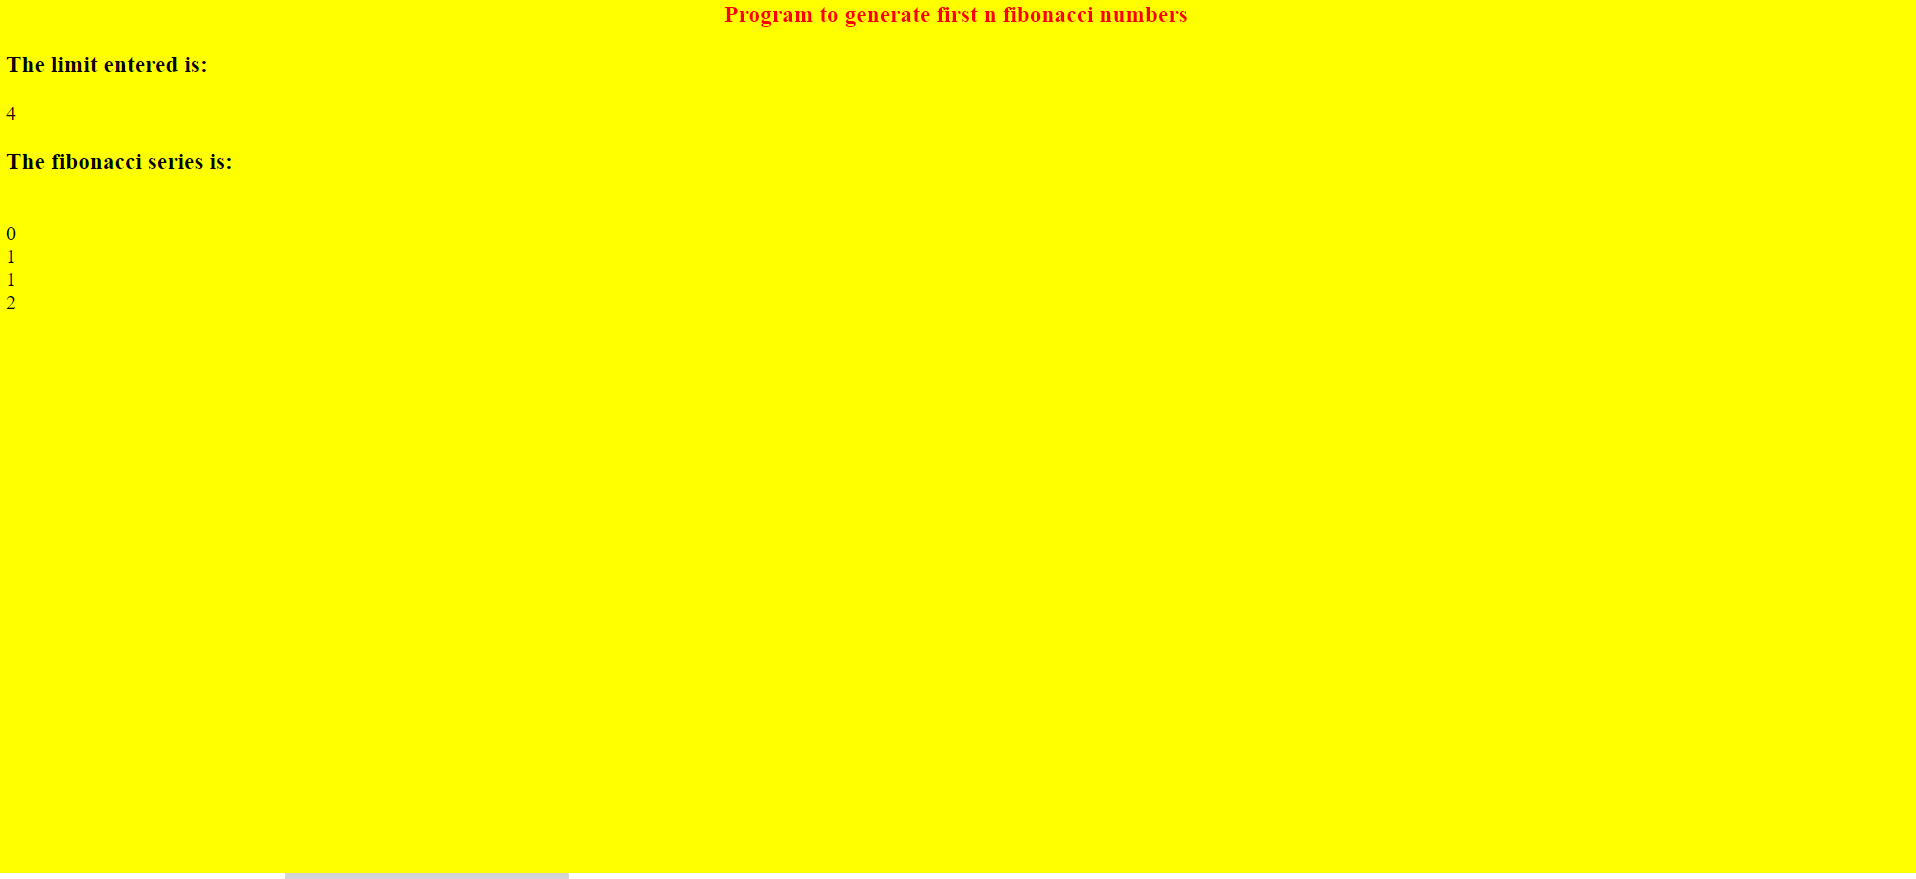 Program to generate first n fibonacci numbers
The limit entered is:
4
The fibonacci series is:
0
1
1
2